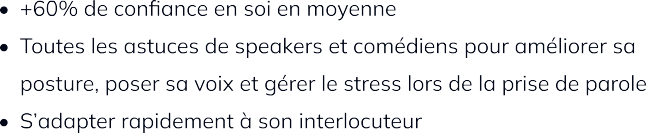 • +60% de confiance en soi en moyenne
• Toutes les astuces de speakers et comédiens pour améliorer sa
posture, poser sa voix et gérer le stress lors de la prise de parole
• S'adapter rapidement à son interlocuteur